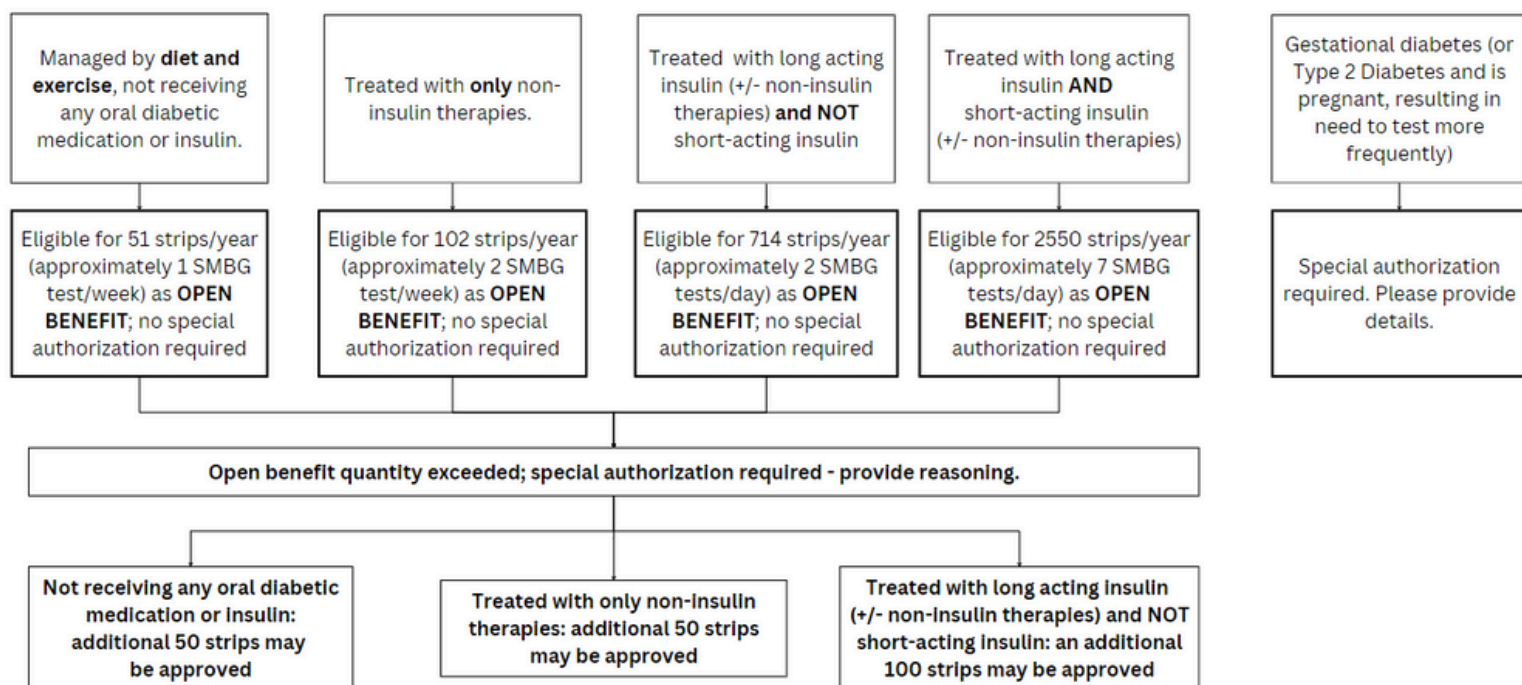 Managed by diet and
exercise, not receiving
any oral diabetic
medication or insulin.
Treated with only non-
insulin therapies.
Treated with long acting
insulin (+/- non-insulin
therapies) and NOT
short-acting insulin
Treated with long acting
insulin AND
short-acting insulin
(+/- non-insulin therapies)
Gestational diabetes (or
Type 2 Diabetes and is
pregnant, resulting in
need to test more
frequently)
Eligible for 51 strips/year
(approximately 1 SMBG
test/week) as OPEN
BENEFIT; no special
authorization required
Eligible for 102 strips/year
(approximately 2 SMBG
test/week) as OPEN
BENEFIT; no special
authorization required
Eligible for 714 strips/year
(approximately 2 SMBG
tests/day) as OPEN
BENEFIT; no special
authorization required
Eligible for 2550 strips/year
(approximately 7 SMBG
tests/day) as OPEN
BENEFIT; no special
authorization required
Special authorization
required. Please provide
details.
Open benefit quantity exceeded; special authorization required - provide reasoning.
Not receiving any oral diabetic
medication or insulin:
additional 50 strips may
be approved
Treated with only non-insulin
therapies: additional 50 strips
may be approved
Treated with long acting insulin
(+/- non-insulin therapies) and NOT
short-acting insulin: an additional
100 strips may be approved